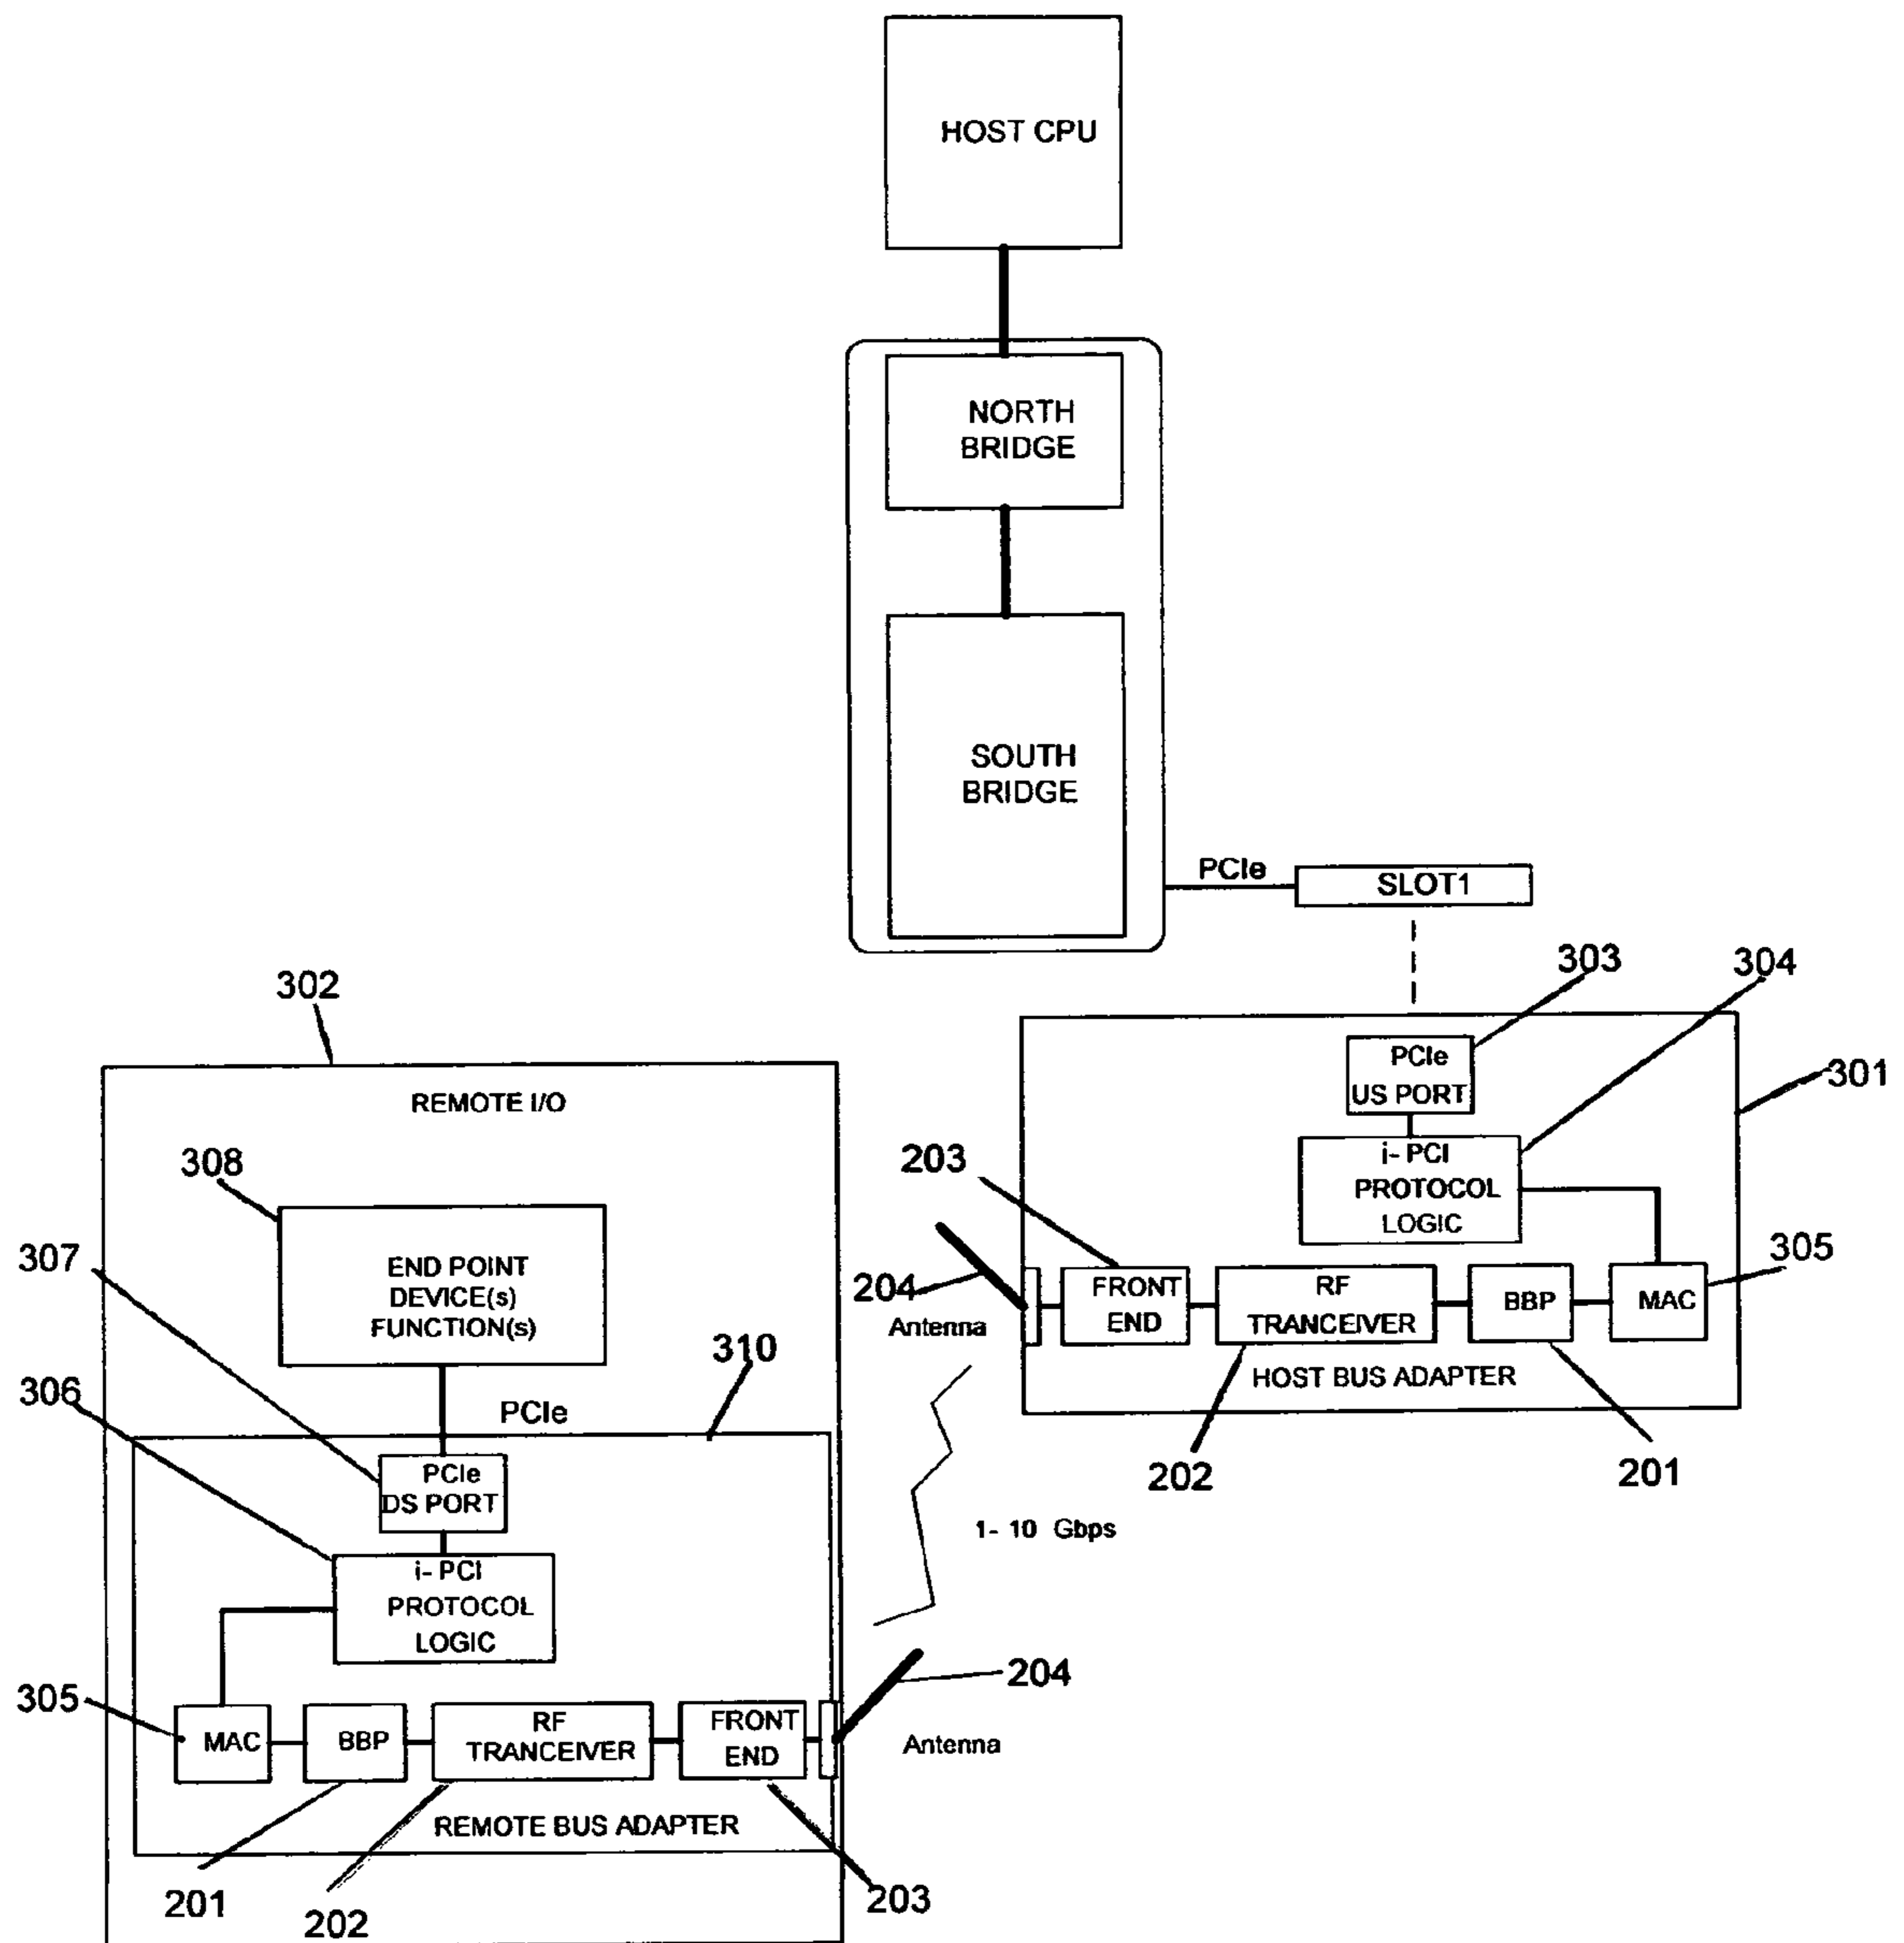 HOST CPU
NORTH
BRIDGE
SOUTH
BRIDGE
PCIe
SLOT1
303
304
302
301
PCIe
US PORT
REMOTE I/O
i-PCI
PROTOCOL
LOGIC
203
308
305
307
204
Antenna
FRONT
END
RF
TRANCEIVER
BBP
MAC
END POINT
DEVICE(s)
FUNCTION(s)
310
HOST BUS ADAPTER
306
PCIe
202
201
PCIe
DS PORT
1- 10 Gbps
i-PCI
PROTOCOL
LOGIC
204
305
MAC
BBP
RF
TRANCEIVER
FRONT
END
Antenna
REMOTE BUS ADAPTER
201
202
203